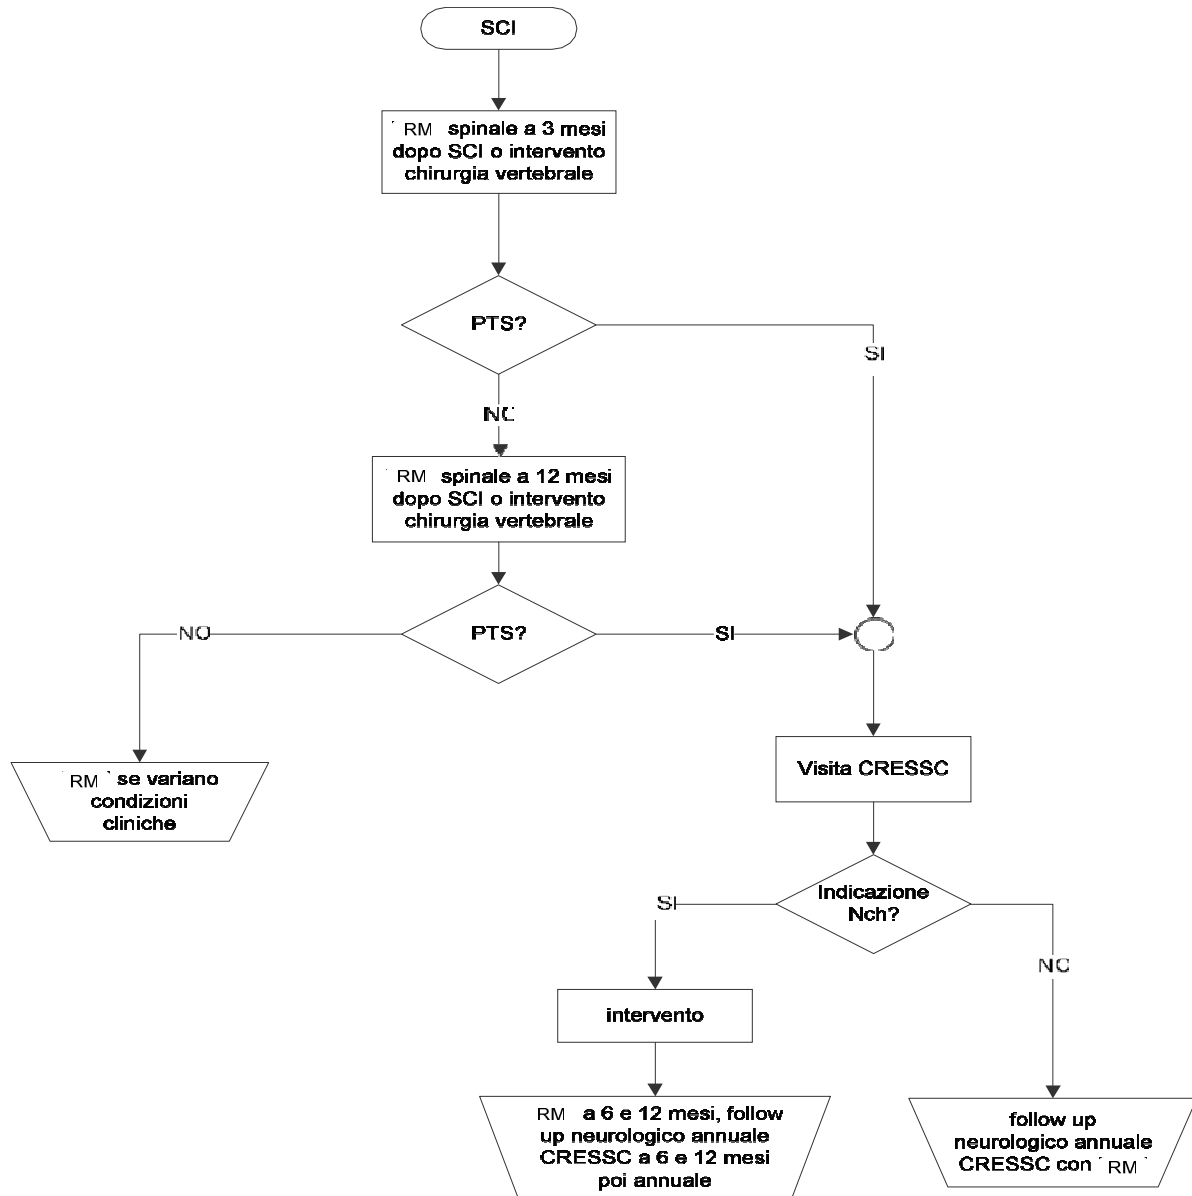 SCI
RM spinale a 3 mesi
dopo SCI o intervento
chirurgia vertebrale
PTS?
SI
NO
RM spinale a 12 mesi
dopo SCI o intervento
chirurgia vertebrale
NO
PTS?
SI
Visita CRESSC
RM se variano
condizioni
cliniche
Indicazione
Nch?
SI
NO
intervento
RM a 6 e 12 mesi, follow
up neurologico annuale
CRESSC a 6 e 12 mesi
poi annuale
follow up
neurologico annuale
CRESSC con RM